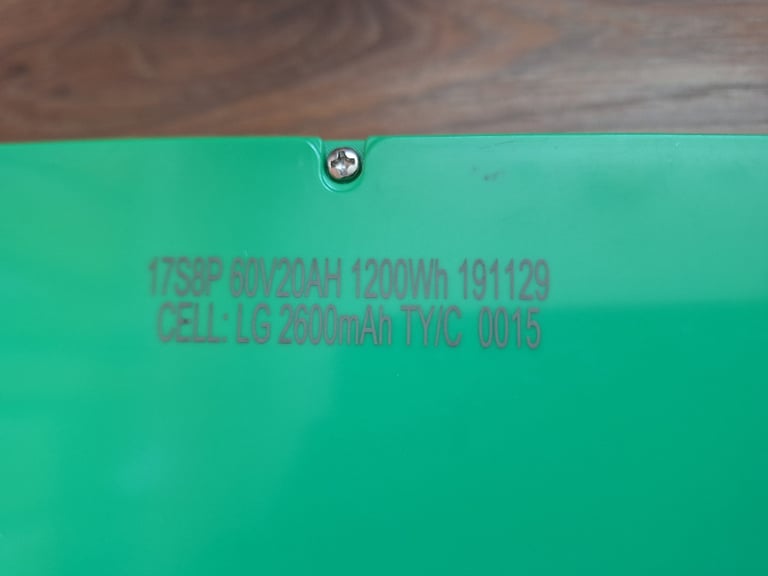 17S8P 60V20AH 1200Wh 191129
CELL: LG 2600mAh TY/C 0015